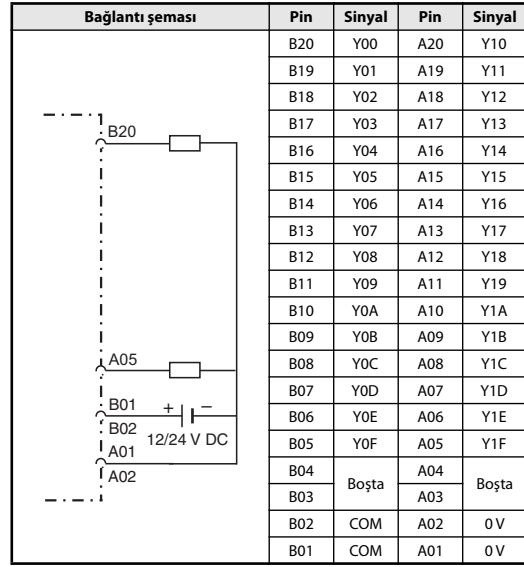 Bağlantı şeması Pin Sinyal Pin Sinyal
B20 Y00 A20 Y10
B19 Y01 A19 Y11
B18 Y02 A18 Y12
B17 Y03 A17 Y13
B16 Y04 A16 Y14
B15 Y05 A15 Y15
B14 Y06 A14 Y16
B13 Y07 A13 Y17
B12 Y08 A12 Y18
B11 Y09 A11 Y19
B10 Y0A A10 Y1A
B09 Y0B A09 Y1B
B08 Y0C A08 Y1C
B07 Y0D A07 Y1D
B06 Y0E A06 Y1E
B05 Y0F A05 Y1F
B04 Boşta A04 Boşta
B03 A03
B02 COM A02 0 V
B01 COM A01 0 V
B20
A05
B01 + –
B02
12/24 V DC
A01
A02